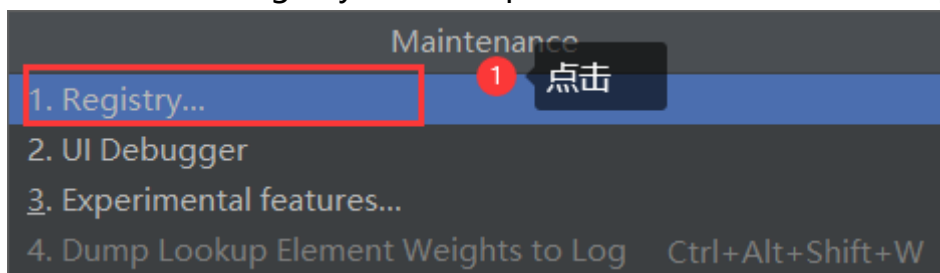 Maintenance
1 点击
1. Registry...
2. UI Debugger
3. Experimental features...
4. Dump Lookup Element Weights to Log Ctrl+Alt+Shift+W